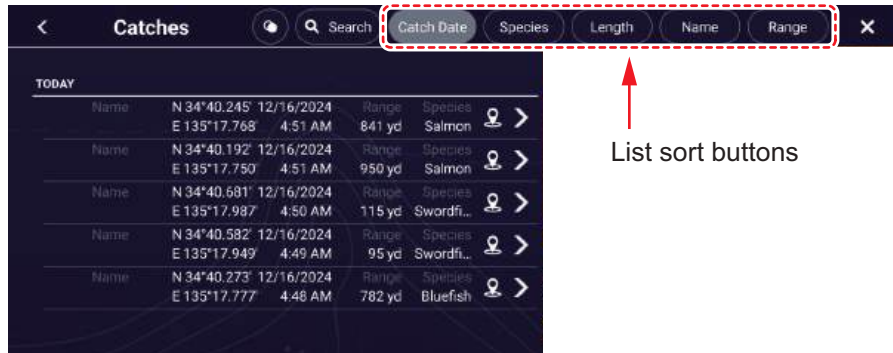 Catches Search Catch Date Species Length Name Range
TODAY
Name N 34°40.245' 12/16/2024 Range Species
E 135°17.768' 4:51 AM 841 yd Salmon
Name N 34°40.192' 12/16/2024 Range Species
E 135°17.750' 4:51 AM 950 yd Salmon
Name N 34°40.681' 12/16/2024 Range Species
E 135°17.987' 4:50 AM 115 yd Swordfi...
Name N 34°40.582' 12/16/2024 Range Species
E 135°17.949' 4:49 AM 95 yd Swordfi...
Name N 34°40.273' 12/16/2024 Range Species
E 135°17.777' 4:48 AM 782 yd Bluefish
List sort buttons